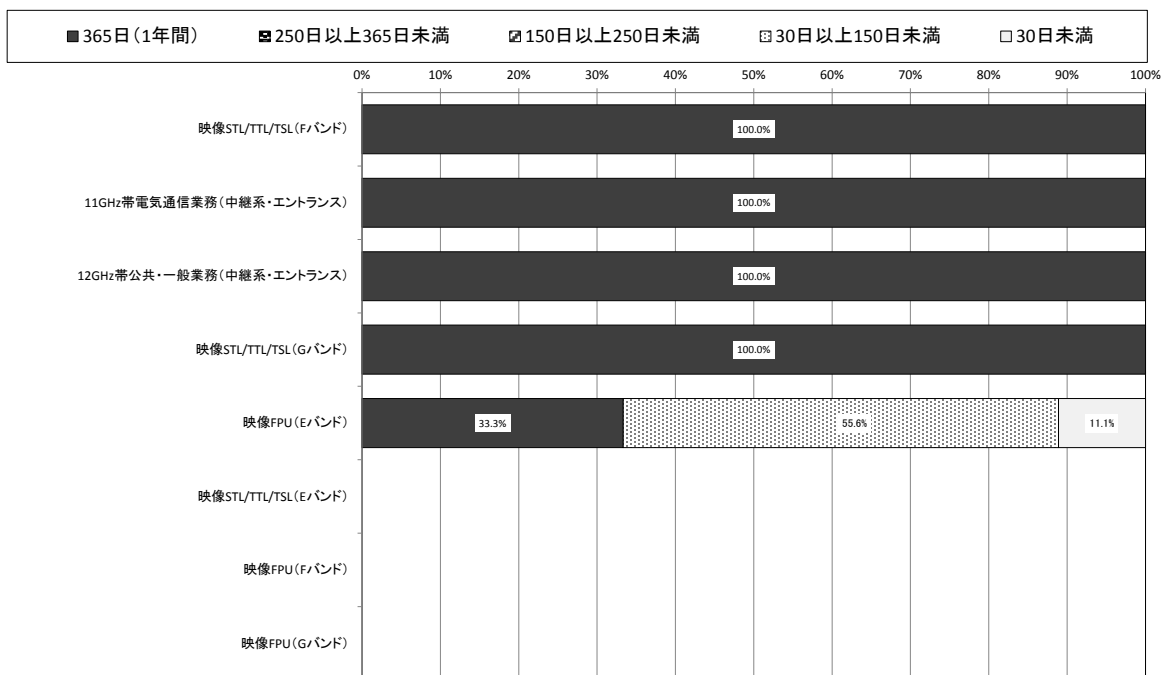 365日(1年間) 250日以上365日未満 150日以上250日未満 30日以上150日未満 30日未満
0% 10% 20% 30% 40% 50% 60% 70% 80% 90% 100%
映像STL/TTL/TSL(Fバンド) 100.0%
11GHz帯電気通信業務(中継系・エントランス) 100.0%
12GHz帯公共・一般業務(中継系・エントランス) 100.0%
映像STL/TTL/TSL(Gバンド) 100.0%
映像FPU(Eバンド) 33.3% 55.6% 11.1%
映像STL/TTL/TSL(Eバンド)
映像FPU(Fバンド)
映像FPU(Gバンド)